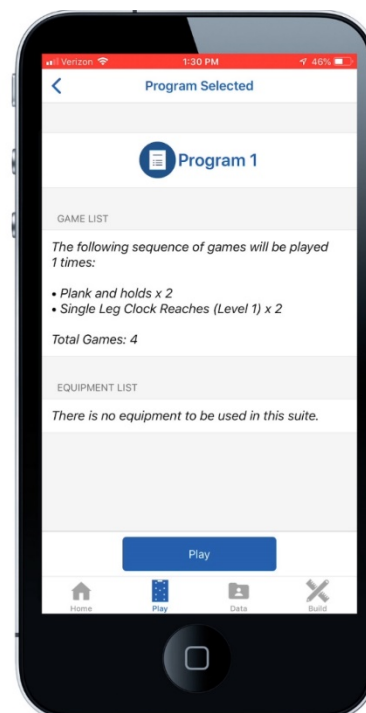 Verizon 1:30 PM 46%
Program Selected
Program 1
GAME LIST
The following sequence of games will be played
1 times:
• Plank and holds x 2
• Single Leg Clock Reaches (Level 1) x 2
Total Games: 4
EQUIPMENT LIST
There is no equipment to be used in this suite.
Play
Home Play Data Build